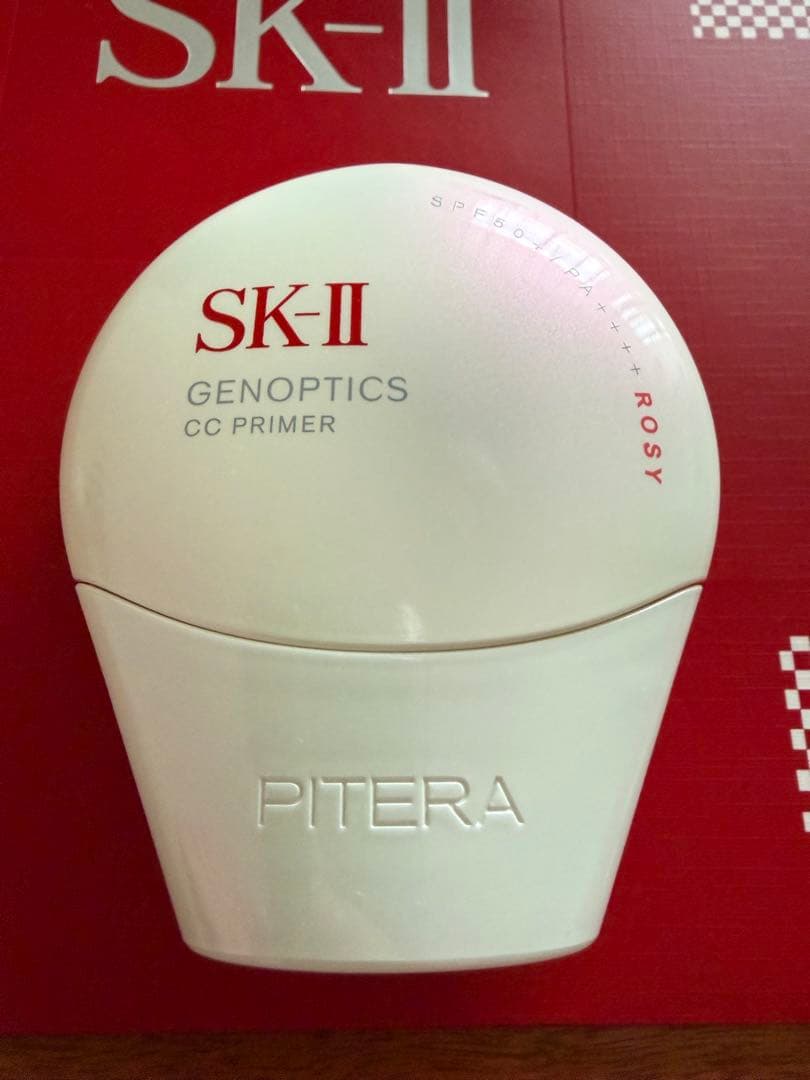 SK-II
SPF50+/PA++++ ROSY
SK-II
GENOPTICS
CC PRIMER
PITERA